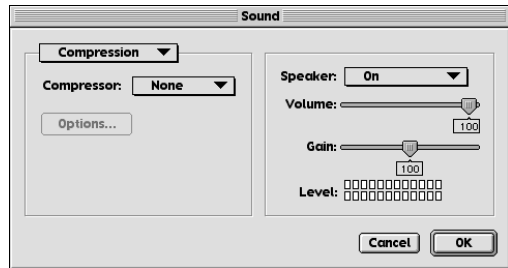 Sound
Compression
Compressor: None
Options...
Speaker: On
Volume:
100
Gain:
100
Level:
Cancel OK